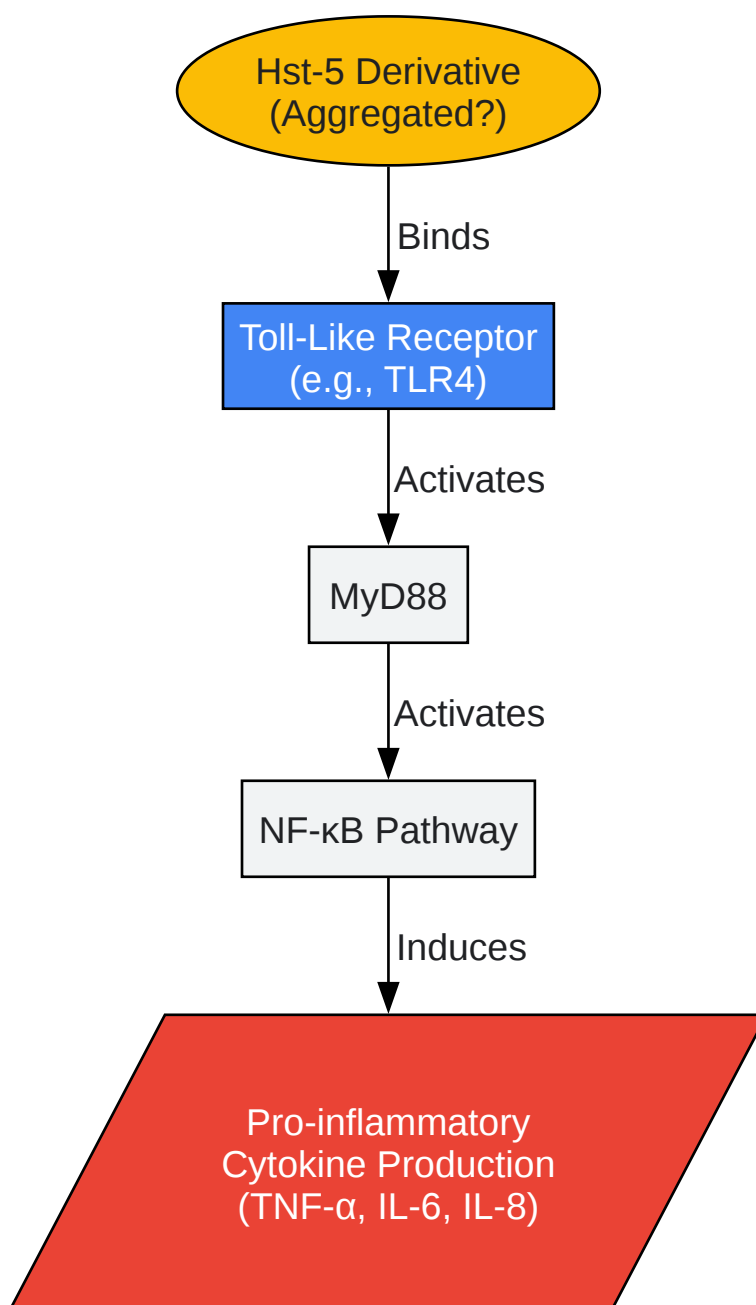 Hst-5 Derivative
(Aggregated?)
Binds
Toll-Like Receptor
(e.g., TLR4)
Activates
MyD88
Activates
NF-κB Pathway
Induces
Pro-inflammatory
Cytokine Production
(TNF-α, IL-6, IL-8)